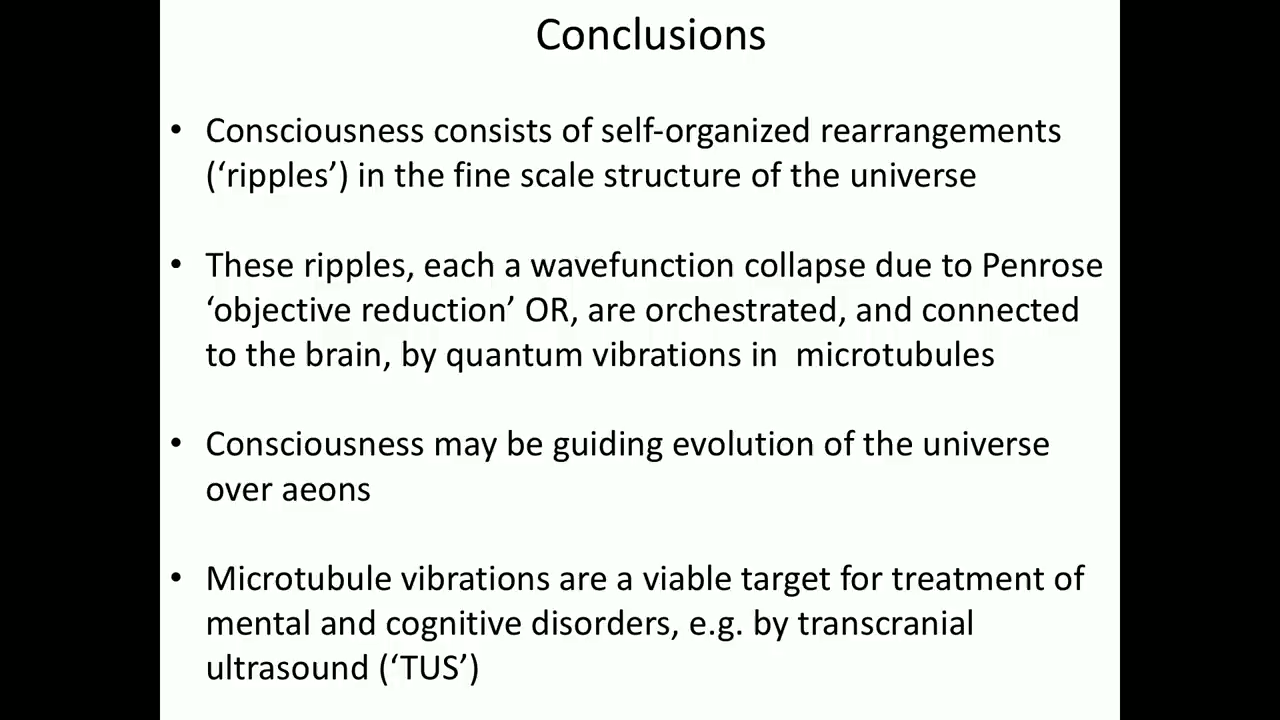 Conclusions
• Consciousness consists of self-organized rearrangements
(‘ripples’) in the fine scale structure of the universe
• These ripples, each a wavefunction collapse due to Penrose
‘objective reduction’ OR, are orchestrated, and connected
to the brain, by quantum vibrations in  microtubules
• Consciousness may be guiding evolution of the universe
over aeons
• Microtubule vibrations are a viable target for treatment of
mental and cognitive disorders, e.g. by transcranial
ultrasound (‘TUS’)